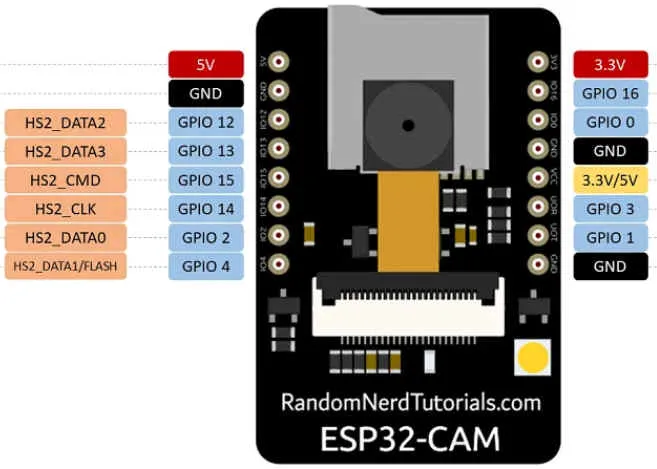 5V
5V
3V3
3.3V
GND
GND
IO16
GPIO 16
HS2_DATA2
GPIO 12
IO12
IO0
GPIO 0
HS2_DATA3
GPIO 13
IO13
GND
GND
HS2_CMD
GPIO 15
IO15
VCC
3.3V/5V
HS2_CLK
GPIO 14
IO14
UOR
GPIO 3
HS2_DATA0
GPIO 2
IO2
UOT
GPIO 1
HS2_DATA1/FLASH
GPIO 4
IO4
GND
GND
RandomNerdTutorials.com
ESP32-CAM